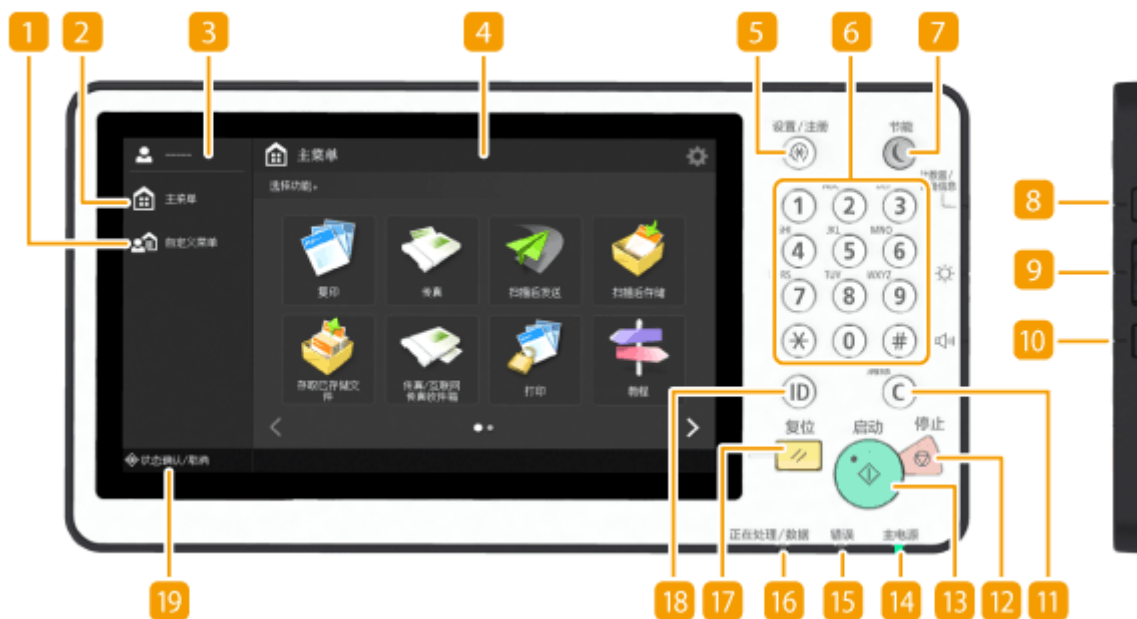 1 2 3 4 5 6 7
设置/注册 节能
-----
主菜单
选择功能。
主菜单
自定义菜单
复印 传真 扫描后发送 扫描后存储
存取已存储文件 传真/互联网传真收件箱 打印 教程
状态确认/取消
1 2 3
JKL MNO
4 5 6
TUV WXYZ
7 8 9
0 #
ID C
复位 启动 停止
正在处理/数据 错误 主电源
8
9
10
19 18 17 16 15 14 13 12 11